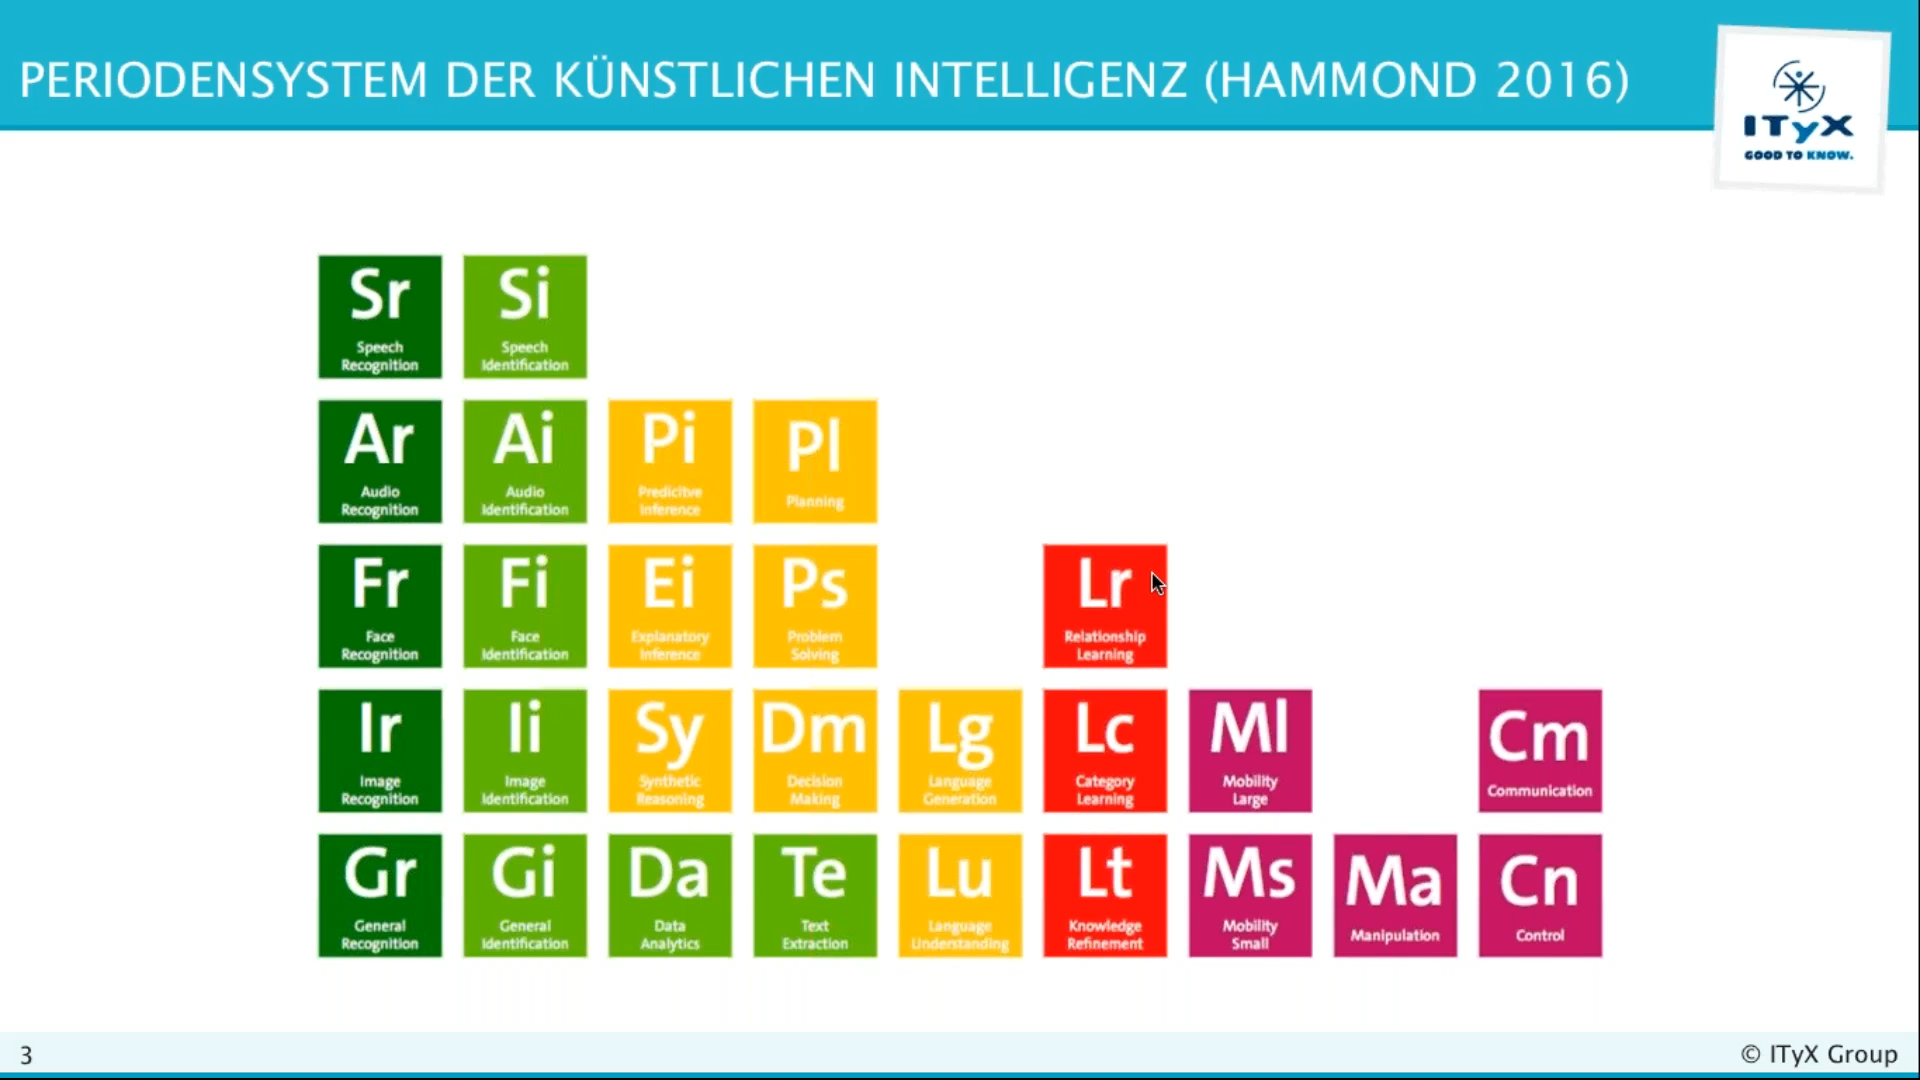 PERIODENSYSTEM DER KÜNSTLICHEN INTELLIGENZ (HAMMOND 2016)
ITyX
GOOD TO KNOW.
Sr
Speech
Recognition
Si
Speech
Identification
Ar
Audio
Recognition
Ai
Audio
Identification
Pi
Predicitve
Inference
Pl
Planning
Fr
Face
Recognition
Fi
Face
Identification
Ei
Explanatory
Inference
Ps
Problem
Solving
Lr
Relationship
Learning
Ir
Image
Recognition
Ii
Image
Identification
Sy
Synthetic
Reasoning
Dm
Decision
Making
Lg
Language
Generation
Lc
Category
Learning
Ml
Mobility
Large
Cm
Communication
Gr
General
Recognition
Gi
General
Identification
Da
Data
Analytics
Te
Text
Extraction
Lu
Language
Understanding
Lt
Knowledge
Refinement
Ms
Mobility
Small
Ma
Manipulation
Cn
Control
3
© ITyX Group